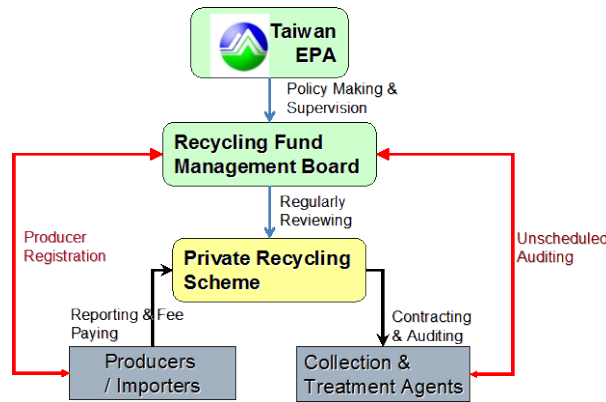 Taiwan
EPA
Policy Making &
Supervision
Recycling Fund
Management Board
Regularly
Reviewing
Producer
Registration
Unscheduled
Auditing
Private Recycling
Scheme
Reporting & Fee
Paying
Contracting
& Auditing
Producers
/ Importers
Collection &
Treatment Agents